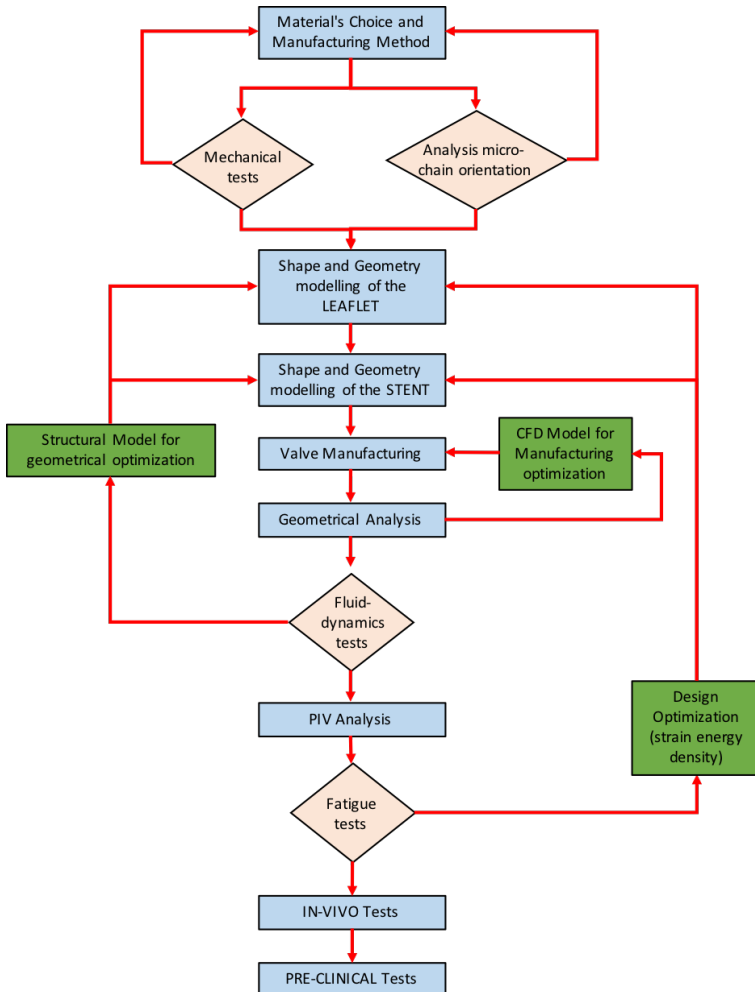 Material's Choice and
Manufacturing Method
Mechanical
tests
Analysis micro-
chain orientation
Shape and Geometry
modelling of the
LEAFLET
Shape and Geometry
modelling of the STENT
Structural Model for
geometrical optimization
Valve Manufacturing
CFD Model for
Manufacturing
optimization
Geometrical Analysis
Fluid-
dynamics
tests
PIV Analysis
Design
Optimization
(strain energy
density)
Fatigue
tests
IN-VIVO Tests
PRE-CLINICAL Tests